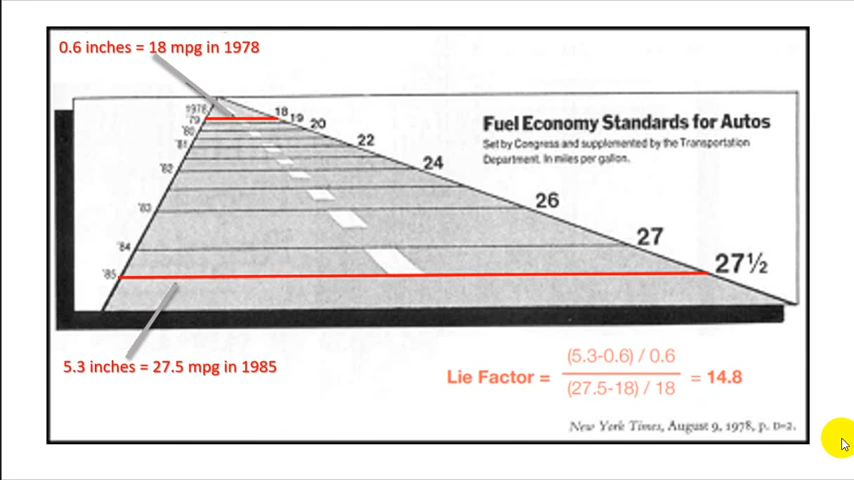 0.6 inches = 18 mpg in 1978
1978
'79
'80
'81
'82
'83
'84
'85
18
19
20
22
24
26
27
27½
Fuel Economy Standards for Autos
Set by Congress and supplemented by the Transportation
Department. In miles per gallon.
5.3 inches = 27.5 mpg in 1985
Lie Factor = (5.3-0.6) / 0.6
(27.5-18) / 18
= 14.8
New York Times, August 9, 1978, p. D-2.